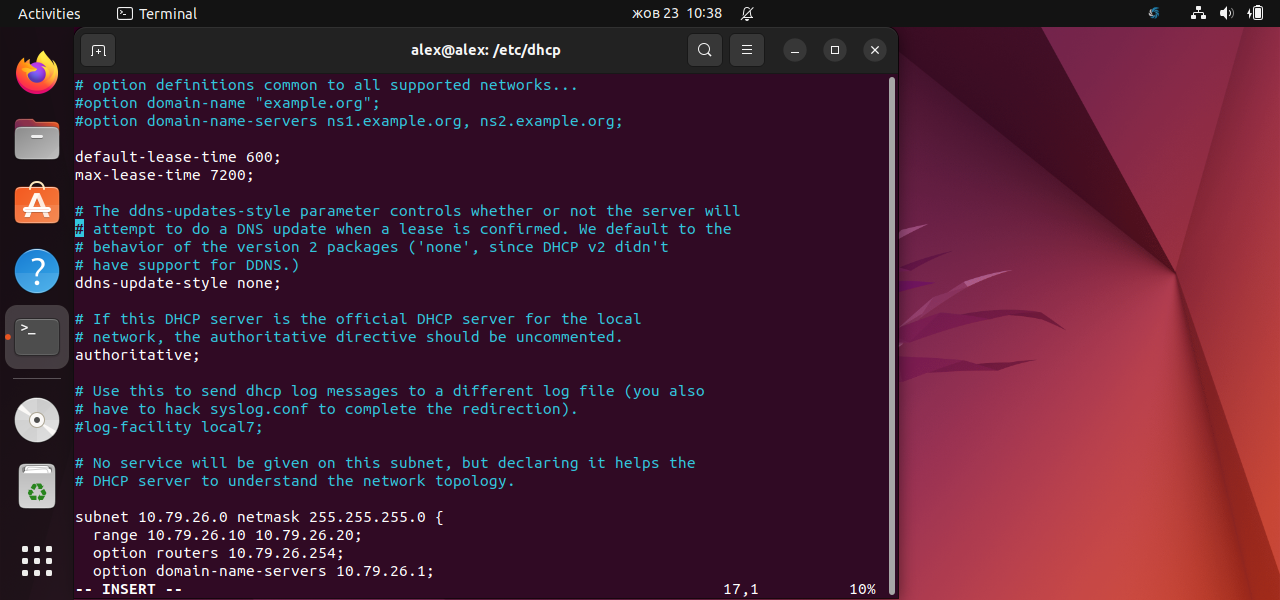 Activities Terminal жов 23 10:38
alex@alex: /etc/dhcp
# option definitions common to all supported networks...
#option domain-name "example.org";
#option domain-name-servers ns1.example.org, ns2.example.org;
default-lease-time 600;
max-lease-time 7200;
# The ddns-updates-style parameter controls whether or not the server will
# attempt to do a DNS update when a lease is confirmed. We default to the
# behavior of the version 2 packages ('none', since DHCP v2 didn't
# have support for DDNS.)
ddns-update-style none;
# If this DHCP server is the official DHCP server for the local
# network, the authoritative directive should be uncommented.
authoritative;
# Use this to send dhcp log messages to a different log file (you also
# have to hack syslog.conf to complete the redirection).
#log-facility local7;
# No service will be given on this subnet, but declaring it helps the
# DHCP server to understand the network topology.
subnet 10.79.26.0 netmask 255.255.255.0 {
  range 10.79.26.10 10.79.26.20;
  option routers 10.79.26.254;
  option domain-name-servers 10.79.26.1;
-- INSERT -- 17,1 10%